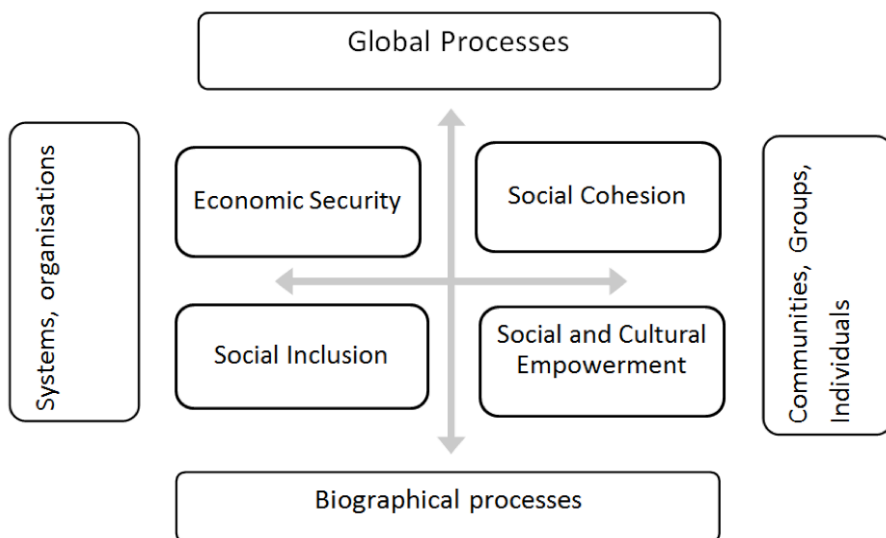 Global Processes
Systems, organisations
Economic Security
Social Cohesion
Communities, Groups,
Individuals
Social Inclusion
Social and Cultural
Empowerment
Biographical processes